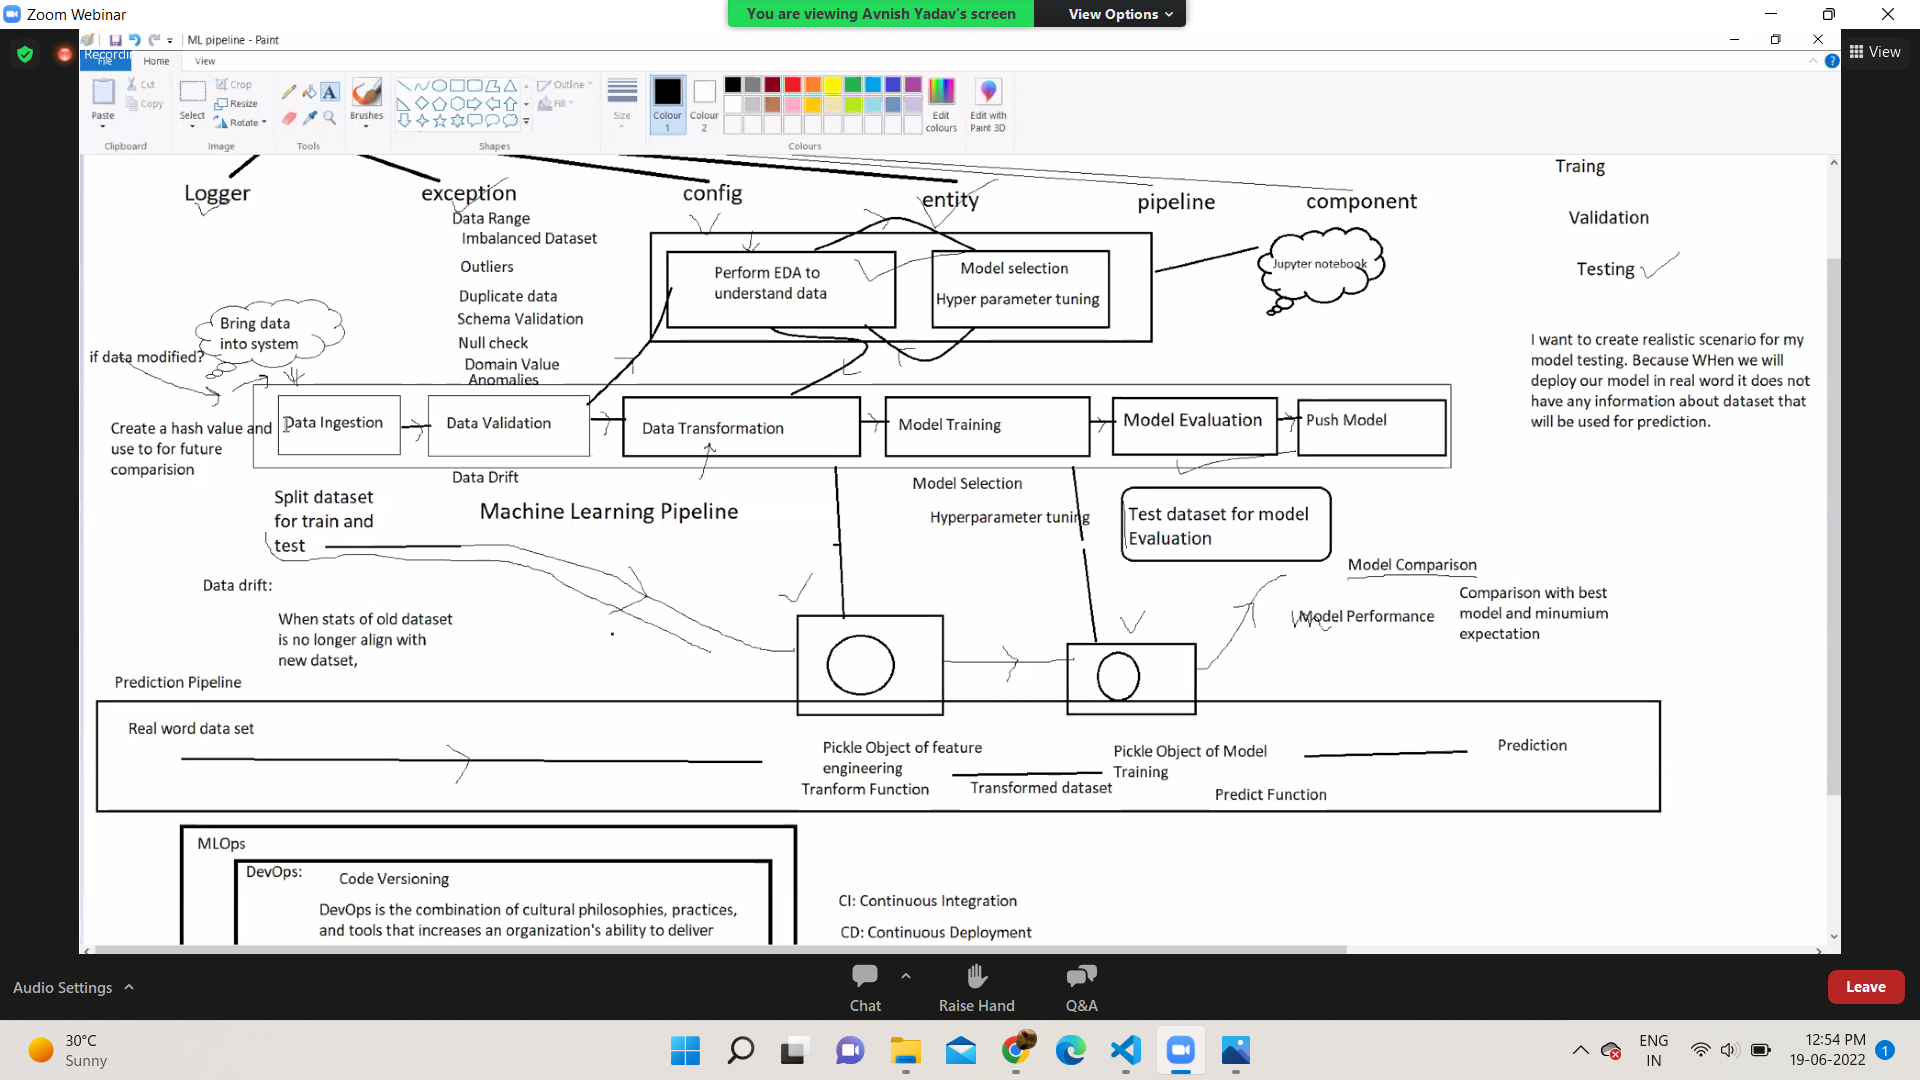 Zoom Webinar
You are viewing Avnish Yadav's screen
View Options
ML pipeline - Paint
Recordin
File
Home
View
View
Paste
Cut
Copy
Clipboard
Select
Crop
Resize
Rotate
Image
Tools
Brushes
Shapes
Outline
Fill
Size
Colour 1
Colour 2
Edit colours
Edit with Paint 3D
Colours
Logger
exception
config
entity
pipeline
component
Traing
Validation
Testing
Data Range
Imbalanced Dataset
Outliers
Duplicate data
Schema Validation
Null check
Domain Value
Anomalies
Perform EDA to
understand data
Model selection
Hyper parameter tuning
Jupyter notebook
Bring data
into system
if data modified?
I want to create realistic scenario for my
model testing. Because WHen we will
deploy our model in real word it does not
have any information about dataset that
will be used for prediction.
Create a hash value and
use to for future
comparision
Data Ingestion
Data Validation
Data Transformation
Model Training
Model Evaluation
Push Model
Data Drift
Machine Learning Pipeline
Model Selection
Hyperparameter tuning
Test dataset for model
Evaluation
Split dataset
for train and
test
Data drift:
When stats of old dataset
is no longer align with
new datset,
Model Comparison
Model Performance
Comparison with best
model and minumium
expectation
Prediction Pipeline
Real word data set
Pickle Object of feature
engineering
Tranform Function
Transformed dataset
Pickle Object of Model
Training
Predict Function
Prediction
MLOps
DevOps:
Code Versioning
DevOps is the combination of cultural philosophies, practices,
and tools that increases an organization's ability to deliver
CI: Continuous Integration
CD: Continuous Deployment
Audio Settings
Chat
Raise Hand
Q&A
Leave
30°C
Sunny
ENG
IN
12:54 PM
19-06-2022
1